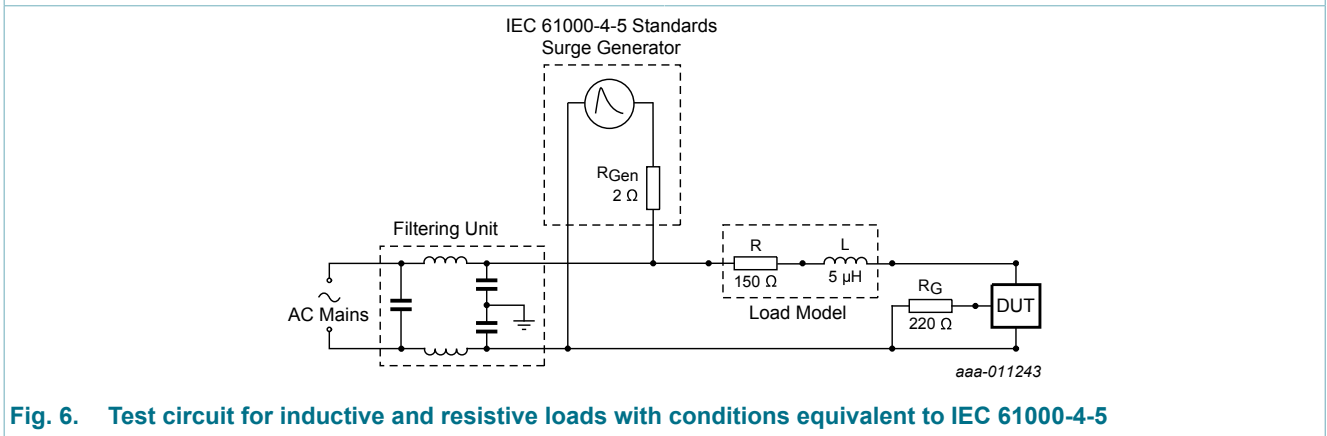 IEC 61000-4-5 Standards
Surge Generator
RGen
2 Ω
Filtering Unit
AC Mains
R
150 Ω
L
5 μH
Load Model
RG
220 Ω
DUT
aaa-011243
Fig. 6. Test circuit for inductive and resistive loads with conditions equivalent to IEC 61000-4-5